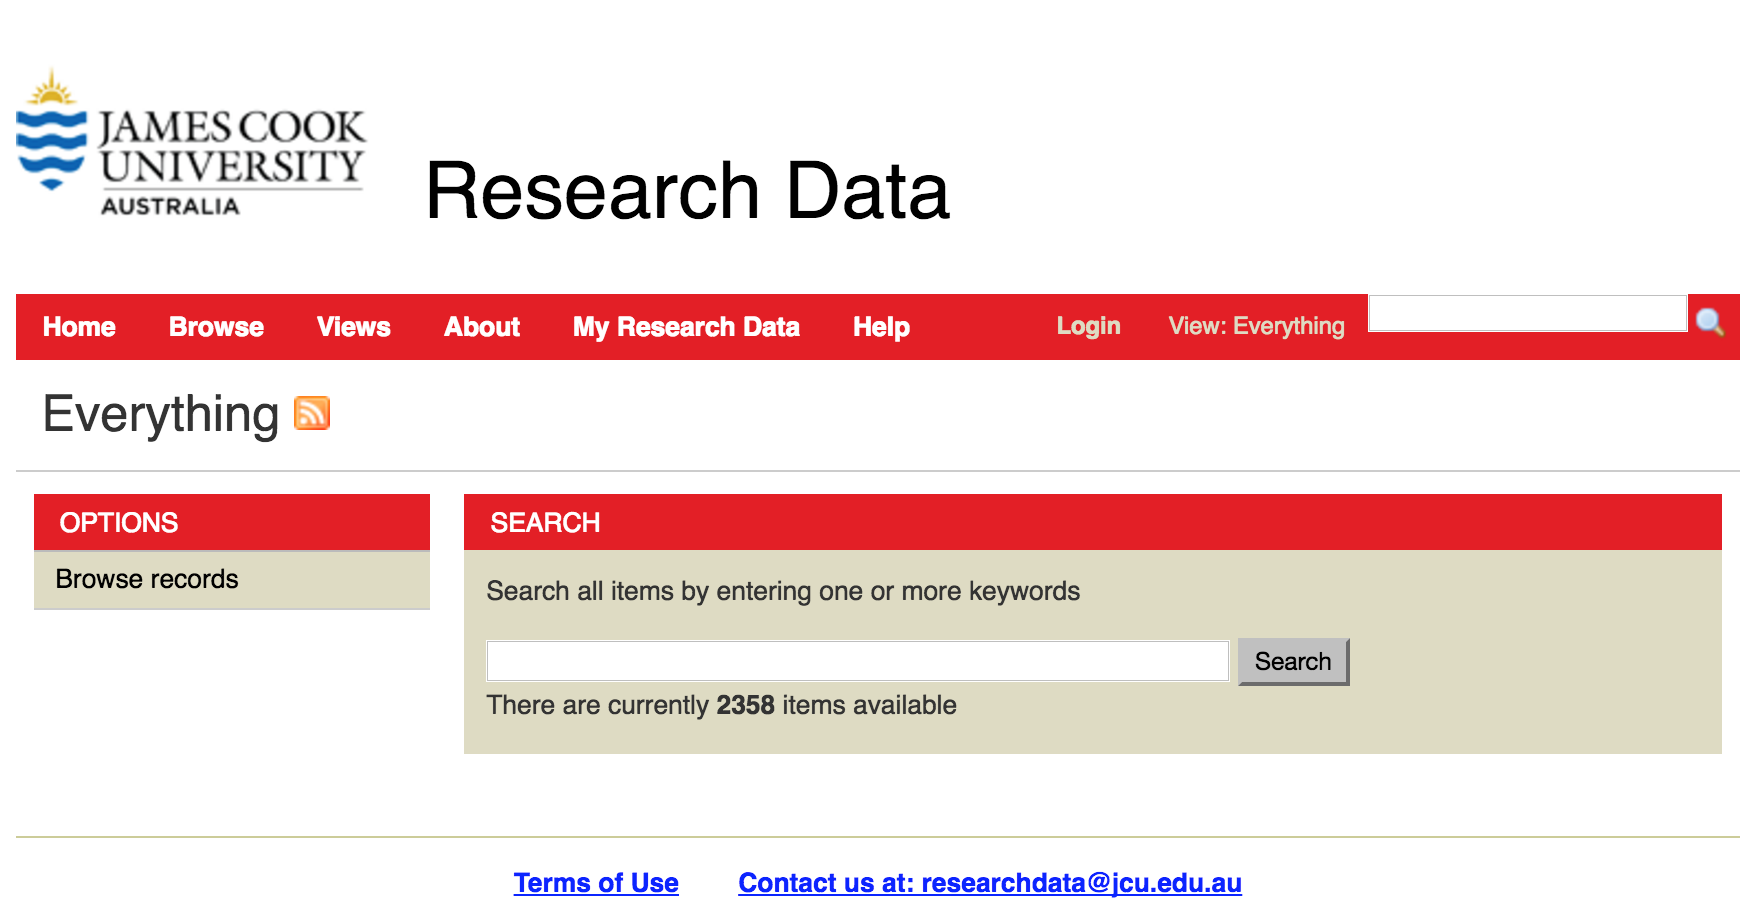 JAMES COOK
UNIVERSITY
AUSTRALIA
Research Data
Home Browse Views About My Research Data Help Login View: Everything
Everything
OPTIONS
Browse records
SEARCH
Search all items by entering one or more keywords
Search
There are currently 2358 items available
Terms of Use Contact us at: researchdata@jcu.edu.au